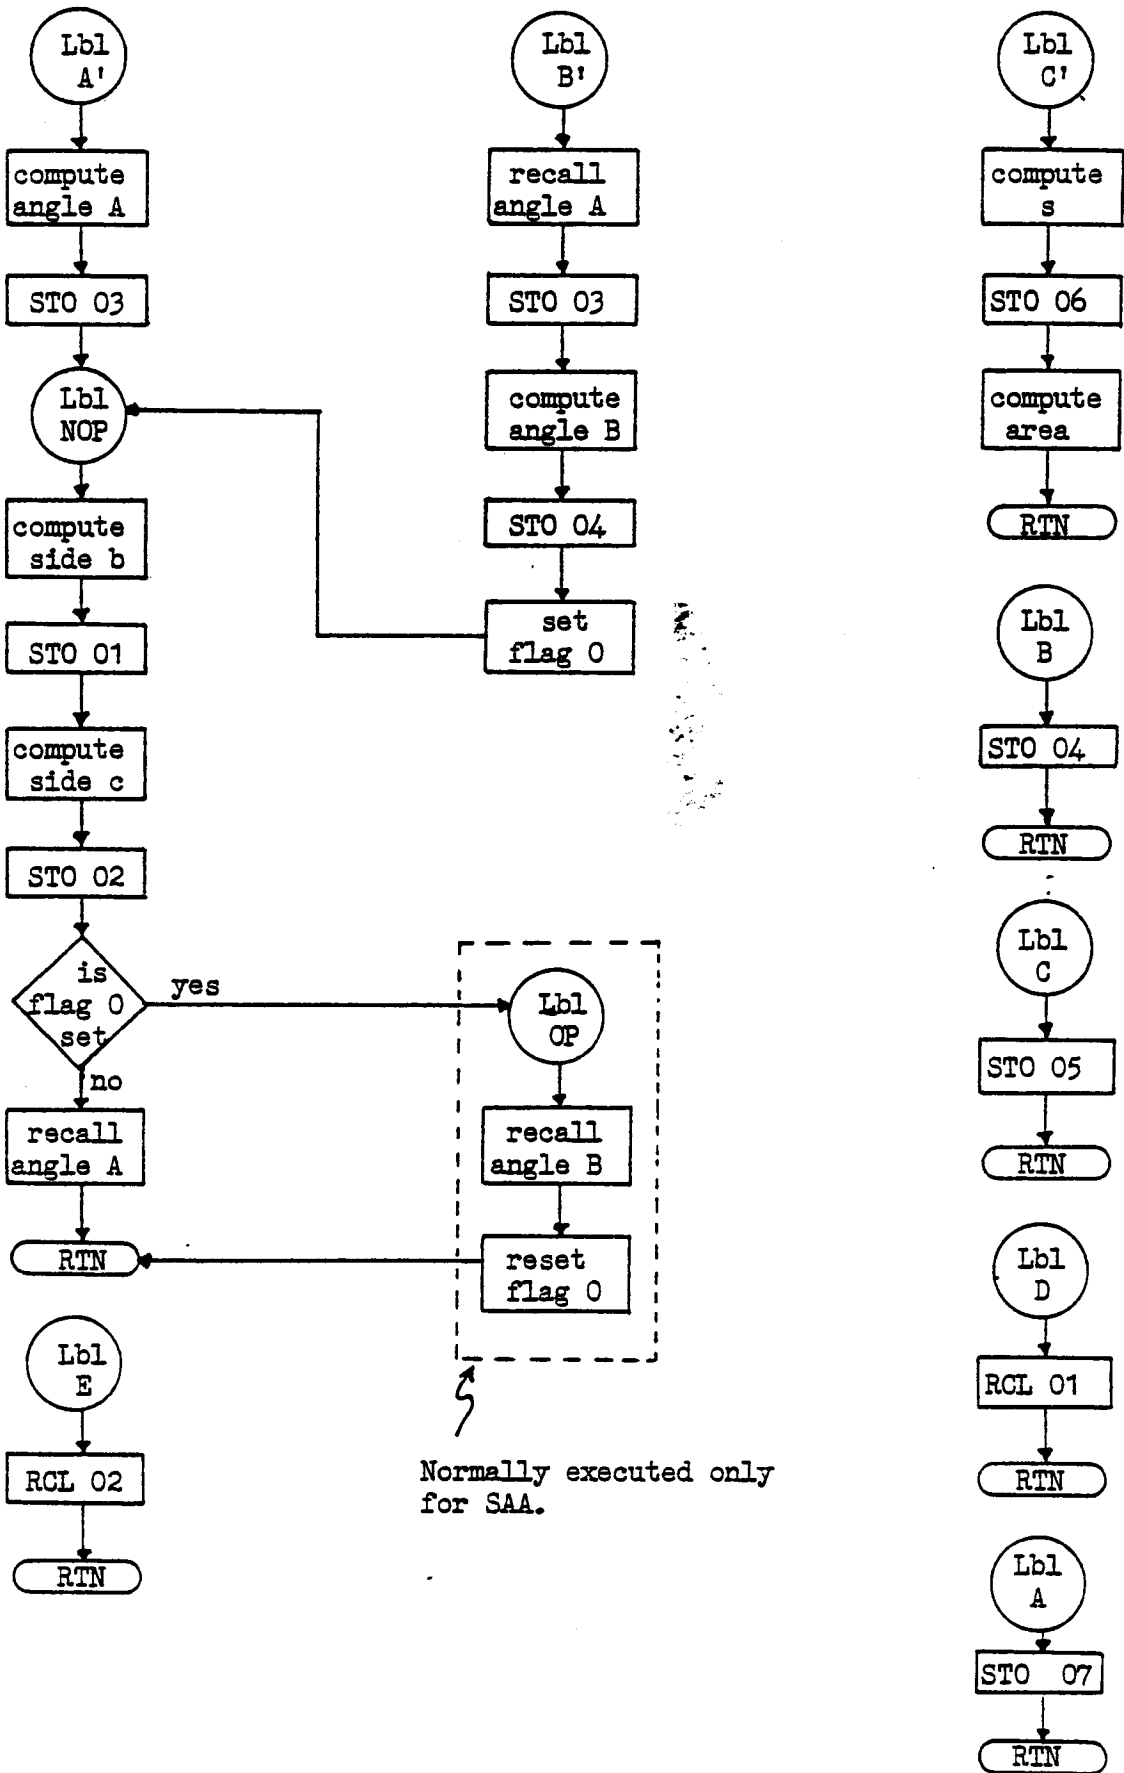 Lbl
A'
compute
angle A
STO 03
Lbl
NOP
compute
side b
STO 01
compute
side c
STO 02
is
flag 0
set
yes
no
recall
angle A
RTN
Lbl
E
RCL 02
RTN
Lbl
B'
recall
angle A
STO 03
compute
angle B
STO 04
set
flag 0
Lbl
OP
recall
angle B
reset
flag 0
Normally executed only
for SAA.
Lbl
C'
compute
s
STO 06
compute
area
RTN
Lbl
B
STO 04
RTN
Lbl
C
STO 05
RTN
Lbl
D
RCL 01
RTN
Lbl
A
STO 07
RTN